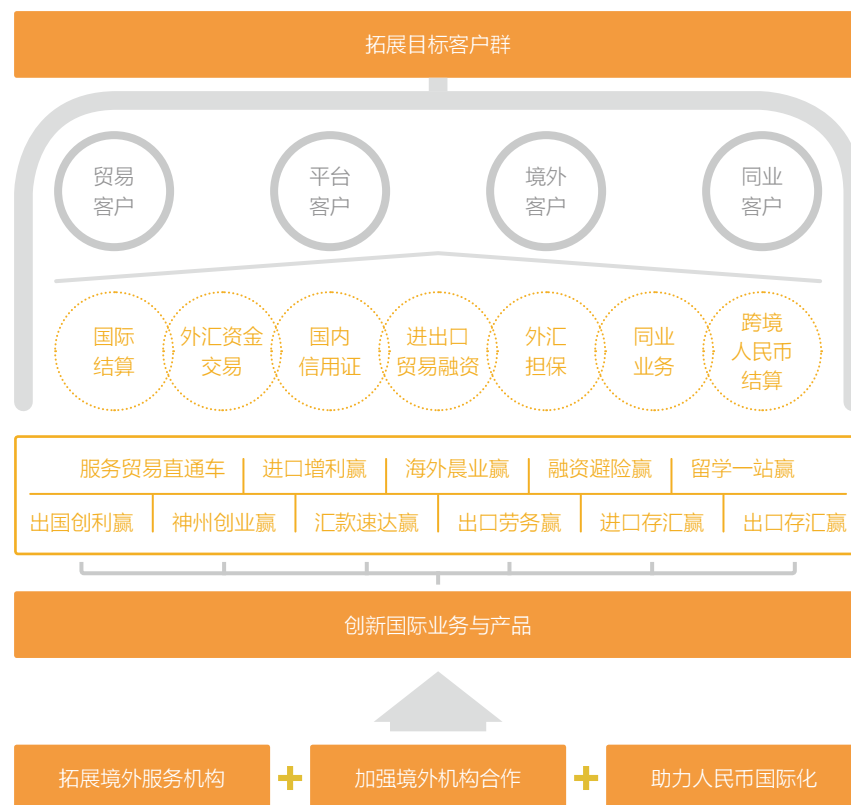 拓展目标客户群
贸易
客户
平台
客户
境外
客户
同业
客户
国际
结算
外汇资金
交易
国内
信用证
进出口
贸易融资
外汇
担保
同业
业务
跨境
人民币
结算
服务贸易直通车 进口增利赢 海外晨业赢 融资避险赢 留学一站赢
出国创利赢 神州创业赢 汇款速达赢 出口劳务赢 进口存汇赢 出口存汇赢
创新国际业务与产品
拓展境外服务机构 + 加强境外机构合作 + 助力人民币国际化